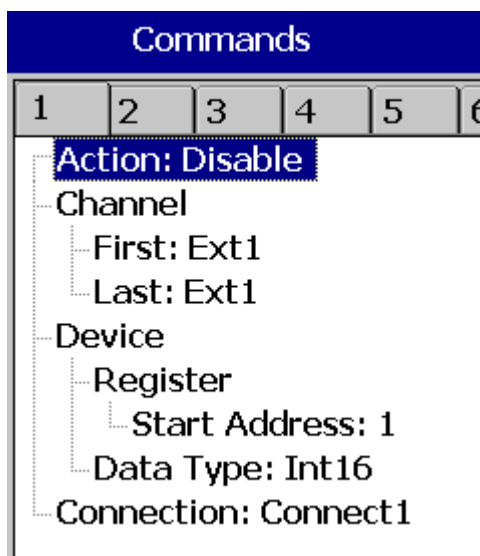 Commands
1 2 3 4 5 6
Action: Disable
Channel
First: Ext1
Last: Ext1
Device
Register
Start Address: 1
Data Type: Int16
Connection: Connect1